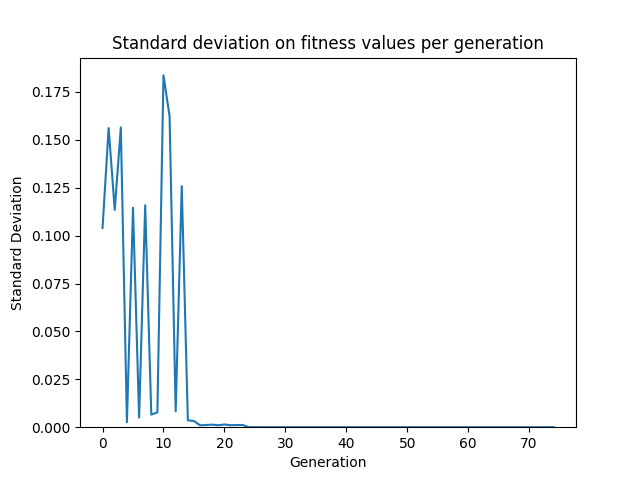 Standard deviation on fitness values per generation
0.175
0.150
0.125
0.100
0.075
0.050
0.025
0.000
Standard Deviation
0 10 20 30 40 50 60 70
Generation